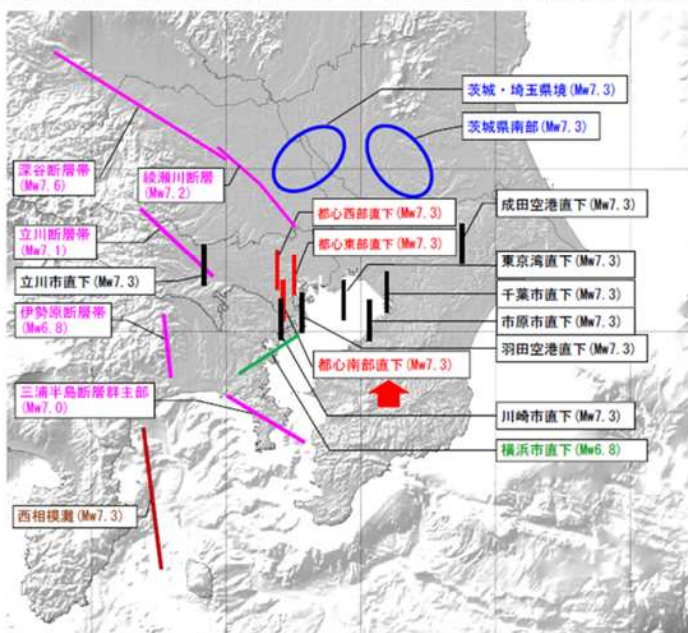 茨城・埼玉県境(Mw7.3)
茨城県南部(Mw7.3)
深谷断層帯
(Mw7.6)
綾瀬川断層
(Mw7.2)
成田空港直下(Mw7.3)
都心西部直下(Mw7.3)
立川断層帯
(Mw7.1)
都心東部直下(Mw7.3)
東京湾直下(Mw7.3)
立川市直下(Mw7.3)
千葉市直下(Mw7.3)
伊勢原断層帯
(Mw6.8)
市原市直下(Mw7.3)
羽田空港直下(Mw7.3)
都心南部直下(Mw7.3)
三浦半島断層群主部
(Mw7.0)
川崎市直下(Mw7.3)
横浜市直下(Mw6.8)
西相模灘(Mw7.3)